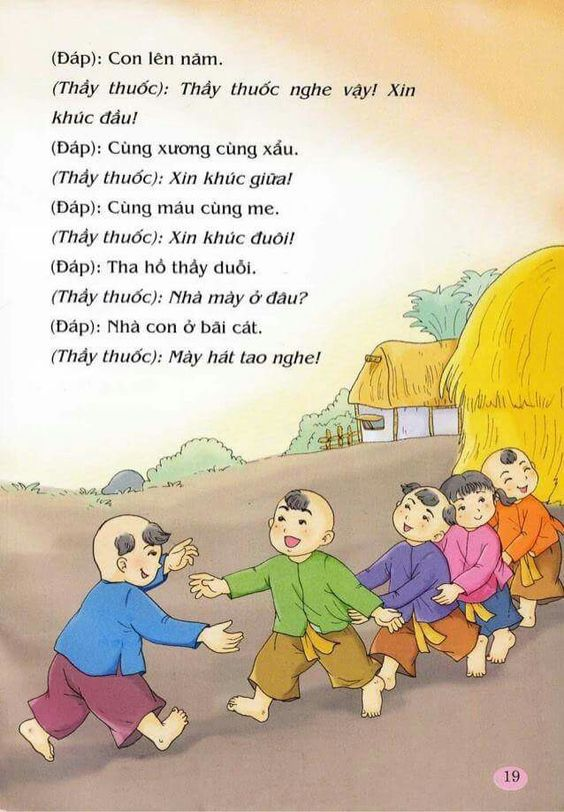 (Đáp): Con lên năm.
(Thầy thuốc): Thầy thuốc nghe vậy! Xin
khúc đầu!
(Đáp): Cùng xương cùng xẩu.
(Thầy thuốc): Xin khúc giữa!
(Đáp): Cùng máu cùng me.
(Thầy thuốc): Xin khúc đuôi!
(Đáp): Tha hồ thầy duỗi.
(Thầy thuốc): Nhà mày ở đâu?
(Đáp): Nhà con ở bãi cát.
(Thầy thuốc): Mày hát tao nghe!
19